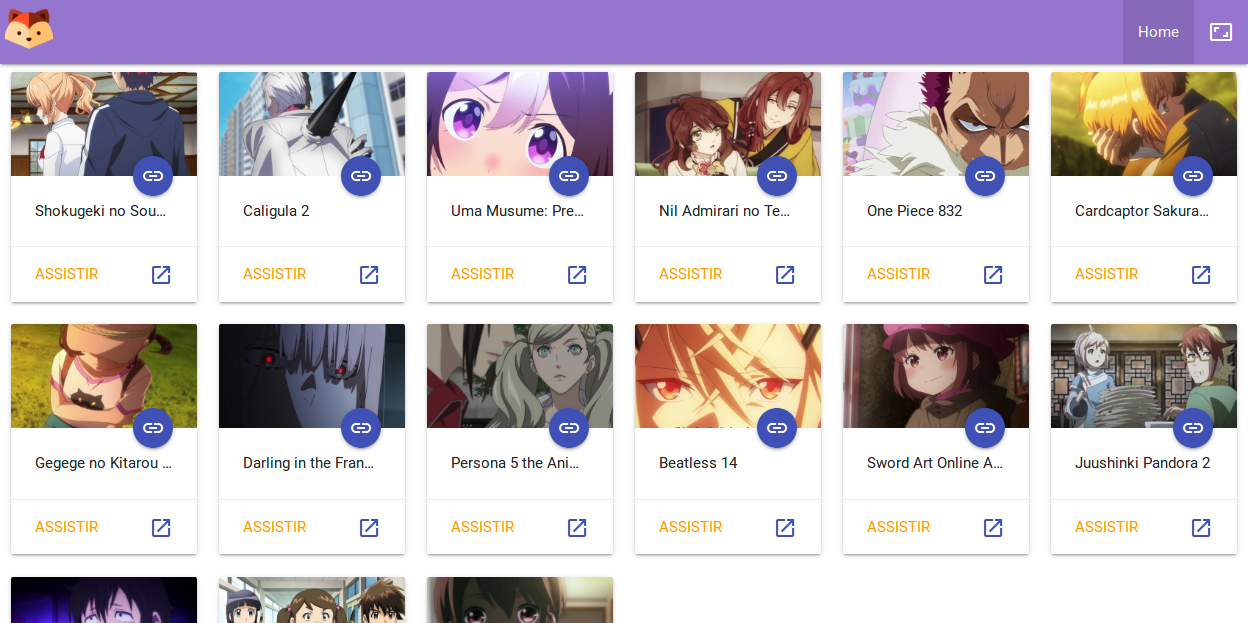 Home
Shokugeki no Sou...
Caligula 2
Uma Musume: Pre...
Nil Admirari no Te...
One Piece 832
Cardcaptor Sakura...
ASSISTIR
ASSISTIR
ASSISTIR
ASSISTIR
ASSISTIR
ASSISTIR
Gegege no Kitarou ...
Darling in the Fran...
Persona 5 the Ani...
Beatless 14
Sword Art Online A...
Juushinki Pandora 2
ASSISTIR
ASSISTIR
ASSISTIR
ASSISTIR
ASSISTIR
ASSISTIR